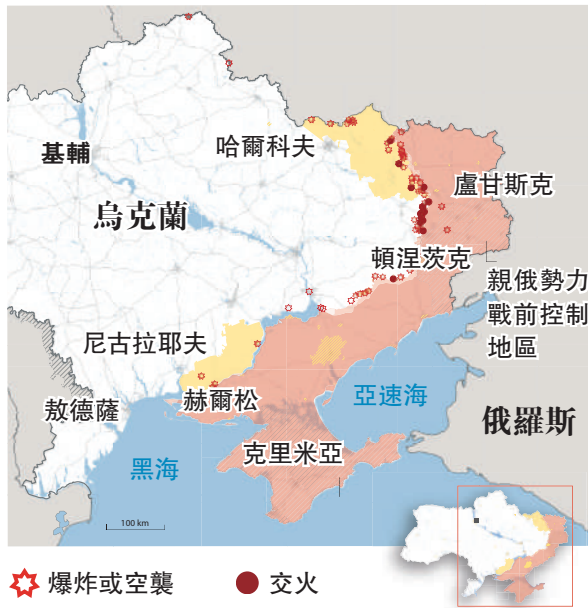 基輔
哈爾科夫
盧甘斯克
烏克蘭
頓涅茨克
親俄勢力
戰前控制
地區
尼古拉耶夫
敖德薩
赫爾松
亞速海
俄羅斯
克里米亞
黑海
100 km
爆炸或空襲
交火